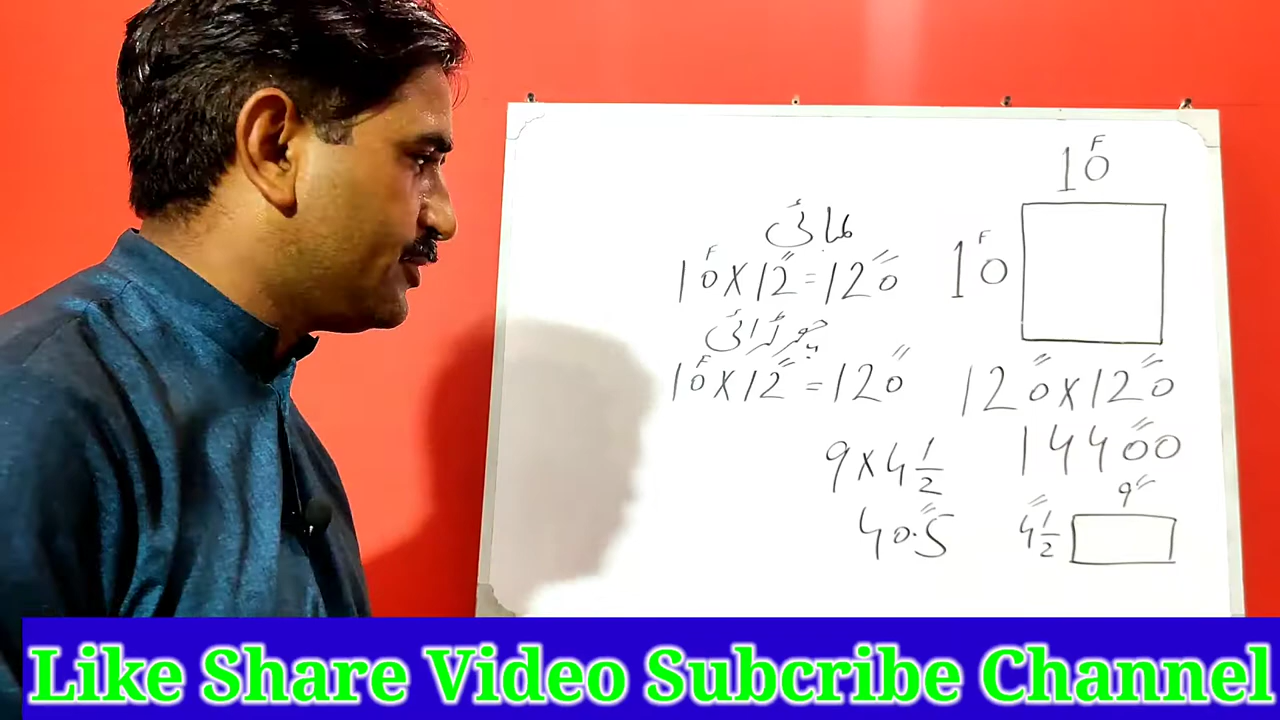 10F
لمبائی
10F X 12" = 120"
10F
چوڑائی
10F X 12" = 120"
120" X 120"
14400"
9 X 4 1/2
40.5"
9"
4 1/2"
Like Share Video Subcribe Channel